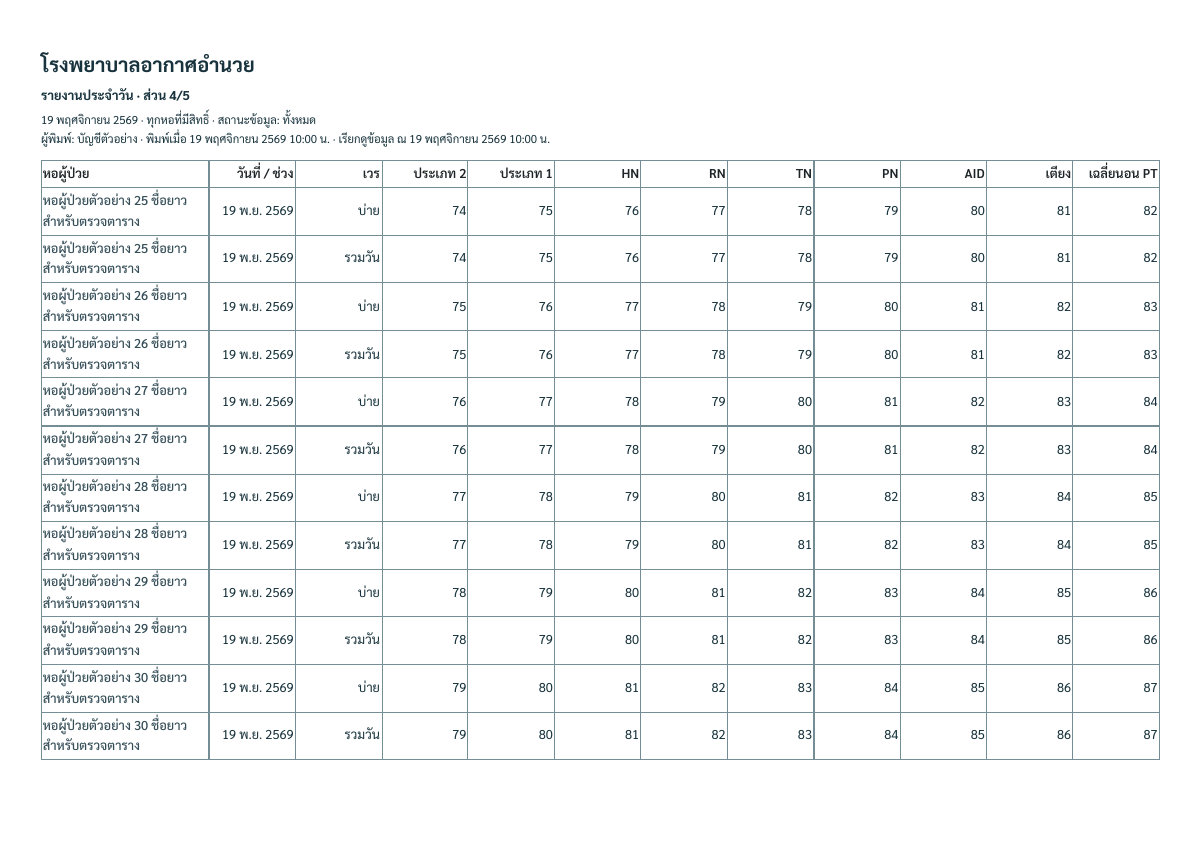 โรงพยาบาลอากาศอำนวย
รายงานประจำวัน · ส่วน 4/5
19 พฤศจิกายน 2569 · ทุกหอที่มีสิทธิ์ · สถานะข้อมูล: ทั้งหมด
ผู้พิมพ์: บัญชีตัวอย่าง · พิมพ์เมื่อ 19 พฤศจิกายน 2569 10:00 น. · เรียกดูข้อมูล ณ 19 พฤศจิกายน 2569 10:00 น.
หอผู้ป่วย วันที่ / ช่วง เวร ประเภท 2 ประเภท 1 HN RN TN PN AID เตียง เฉลี่ยนอน PT
หอผู้ป่วยตัวอย่าง 25 ชื่อยาว
สำหรับตรวจตาราง 19 พ.ย. 2569 บ่าย 74 75 76 77 78 79 80 81 82
หอผู้ป่วยตัวอย่าง 25 ชื่อยาว
สำหรับตรวจตาราง 19 พ.ย. 2569 รวมวัน 74 75 76 77 78 79 80 81 82
หอผู้ป่วยตัวอย่าง 26 ชื่อยาว
สำหรับตรวจตาราง 19 พ.ย. 2569 บ่าย 75 76 77 78 79 80 81 82 83
หอผู้ป่วยตัวอย่าง 26 ชื่อยาว
สำหรับตรวจตาราง 19 พ.ย. 2569 รวมวัน 75 76 77 78 79 80 81 82 83
หอผู้ป่วยตัวอย่าง 27 ชื่อยาว
สำหรับตรวจตาราง 19 พ.ย. 2569 บ่าย 76 77 78 79 80 81 82 83 84
หอผู้ป่วยตัวอย่าง 27 ชื่อยาว
สำหรับตรวจตาราง 19 พ.ย. 2569 รวมวัน 76 77 78 79 80 81 82 83 84
หอผู้ป่วยตัวอย่าง 28 ชื่อยาว
สำหรับตรวจตาราง 19 พ.ย. 2569 บ่าย 77 78 79 80 81 82 83 84 85
หอผู้ป่วยตัวอย่าง 28 ชื่อยาว
สำหรับตรวจตาราง 19 พ.ย. 2569 รวมวัน 77 78 79 80 81 82 83 84 85
หอผู้ป่วยตัวอย่าง 29 ชื่อยาว
สำหรับตรวจตาราง 19 พ.ย. 2569 บ่าย 78 79 80 81 82 83 84 85 86
หอผู้ป่วยตัวอย่าง 29 ชื่อยาว
สำหรับตรวจตาราง 19 พ.ย. 2569 รวมวัน 78 79 80 81 82 83 84 85 86
หอผู้ป่วยตัวอย่าง 30 ชื่อยาว
สำหรับตรวจตาราง 19 พ.ย. 2569 บ่าย 79 80 81 82 83 84 85 86 87
หอผู้ป่วยตัวอย่าง 30 ชื่อยาว
สำหรับตรวจตาราง 19 พ.ย. 2569 รวมวัน 79 80 81 82 83 84 85 86 87